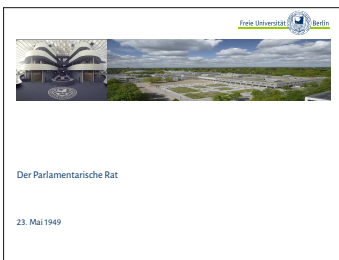 Freie Universität Berlin
Der Parlamentarische Rat
23. Mai 1949